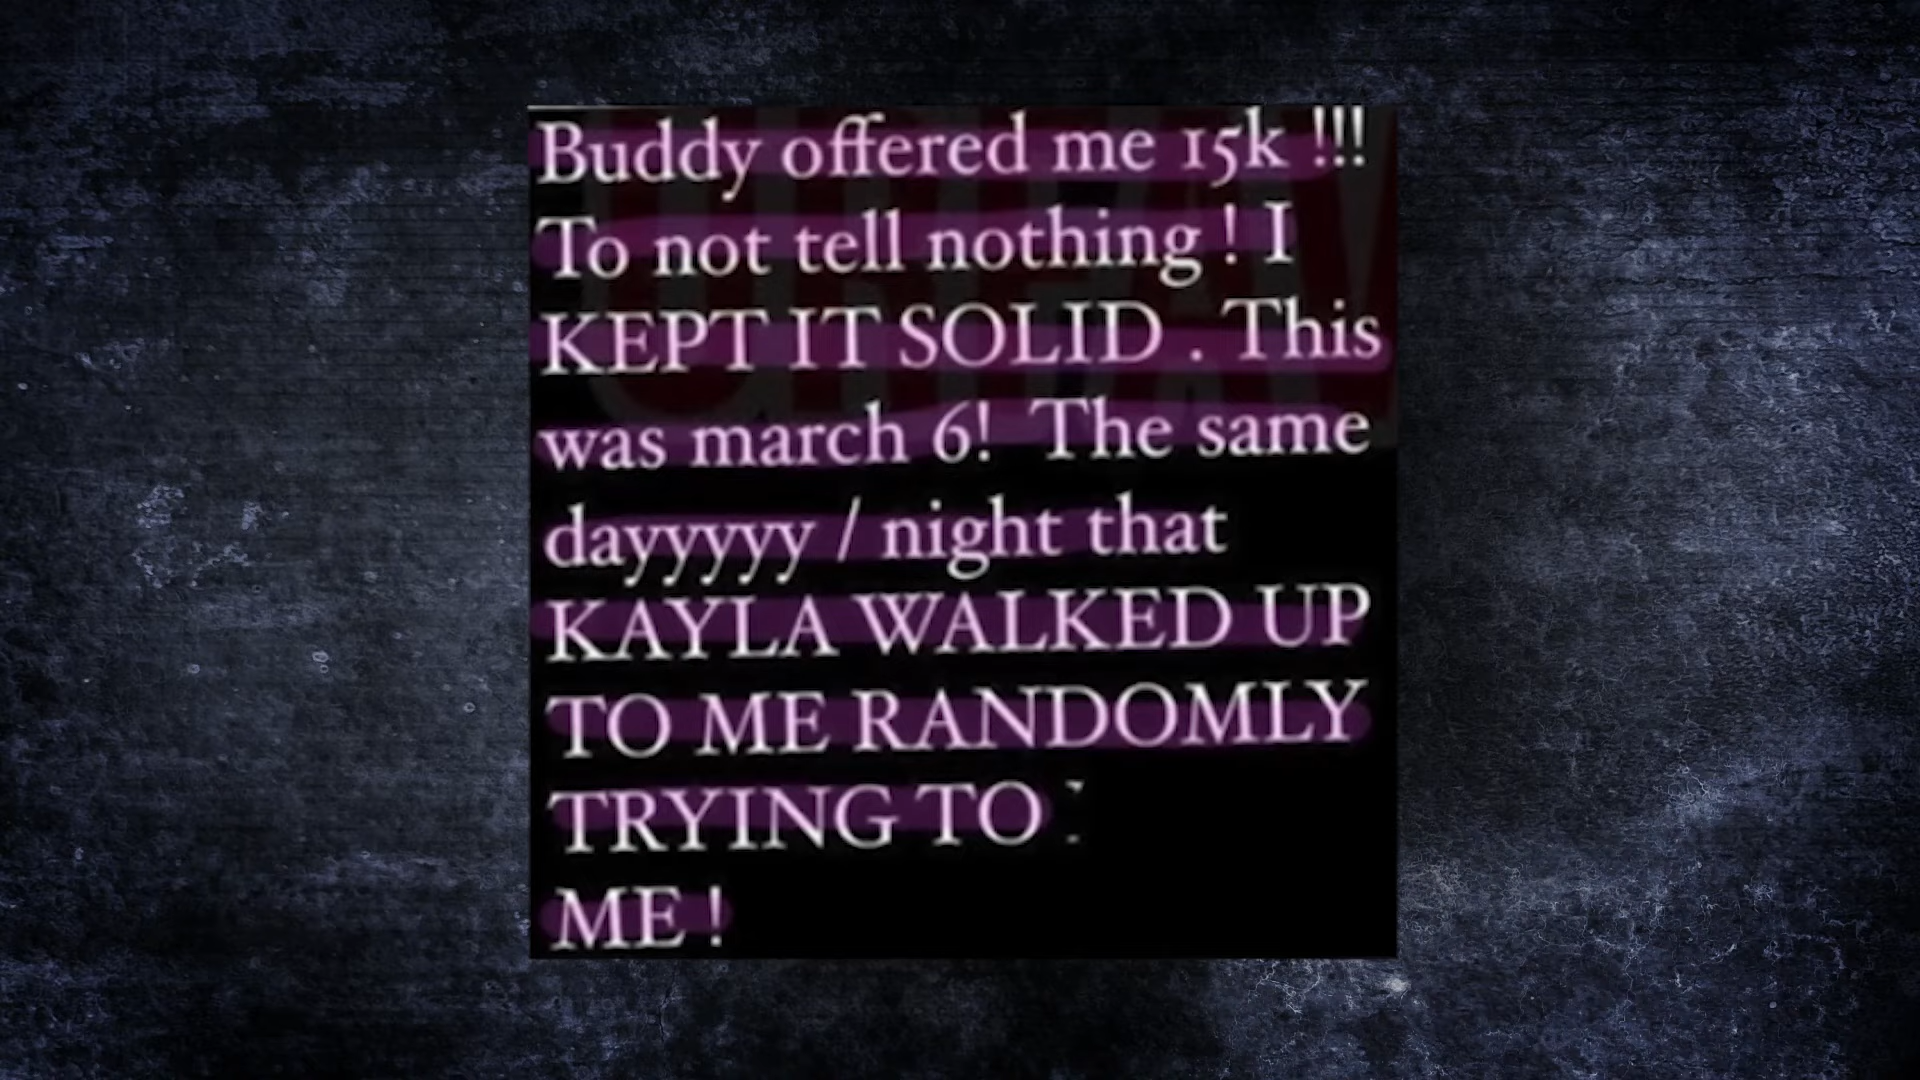 Buddy offered me 15k !!!
To not tell nothing ! I
KEPT IT SOLID . This
was march 6! The same
dayyyyy / night that
KAYLA WALKED UP
TO ME RANDOMLY
TRYING TO
ME !